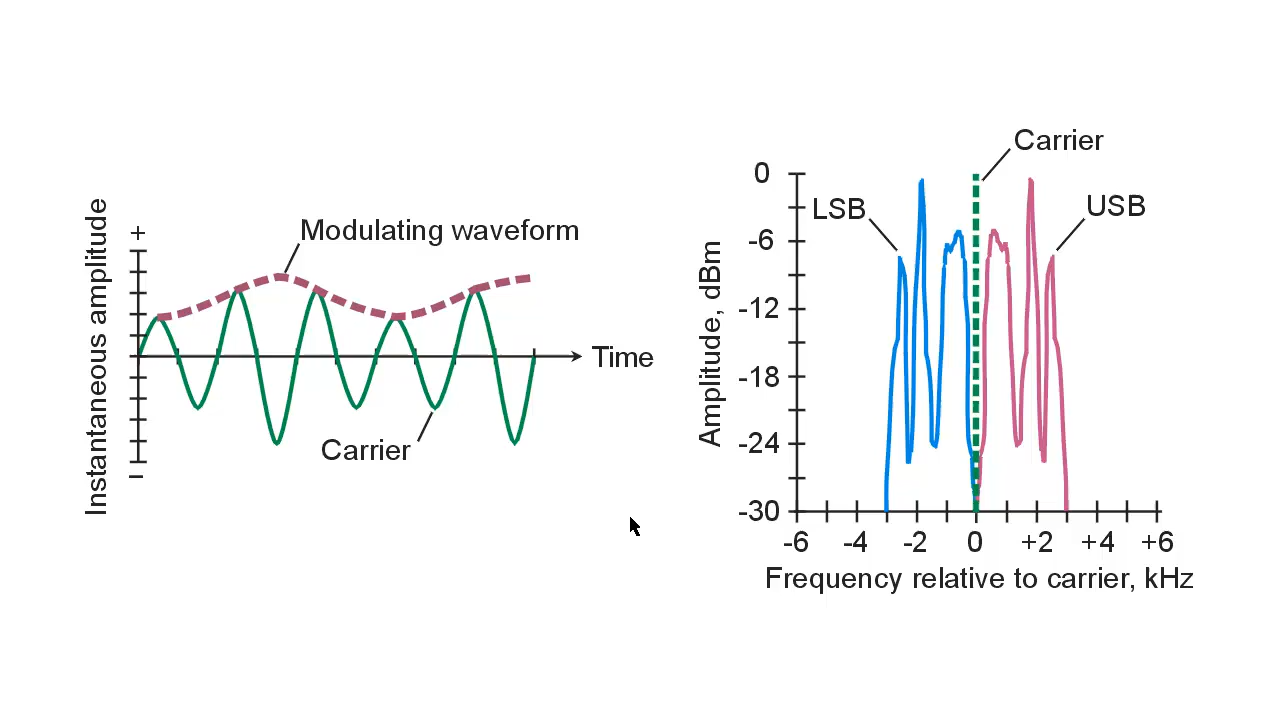 Instantaneous amplitude
+
–
Modulating waveform
Time
Carrier
Carrier
LSB
USB
Amplitude, dBm
0
-6
-12
-18
-24
-30
-6 -4 -2 0 +2 +4 +6
Frequency relative to carrier, kHz